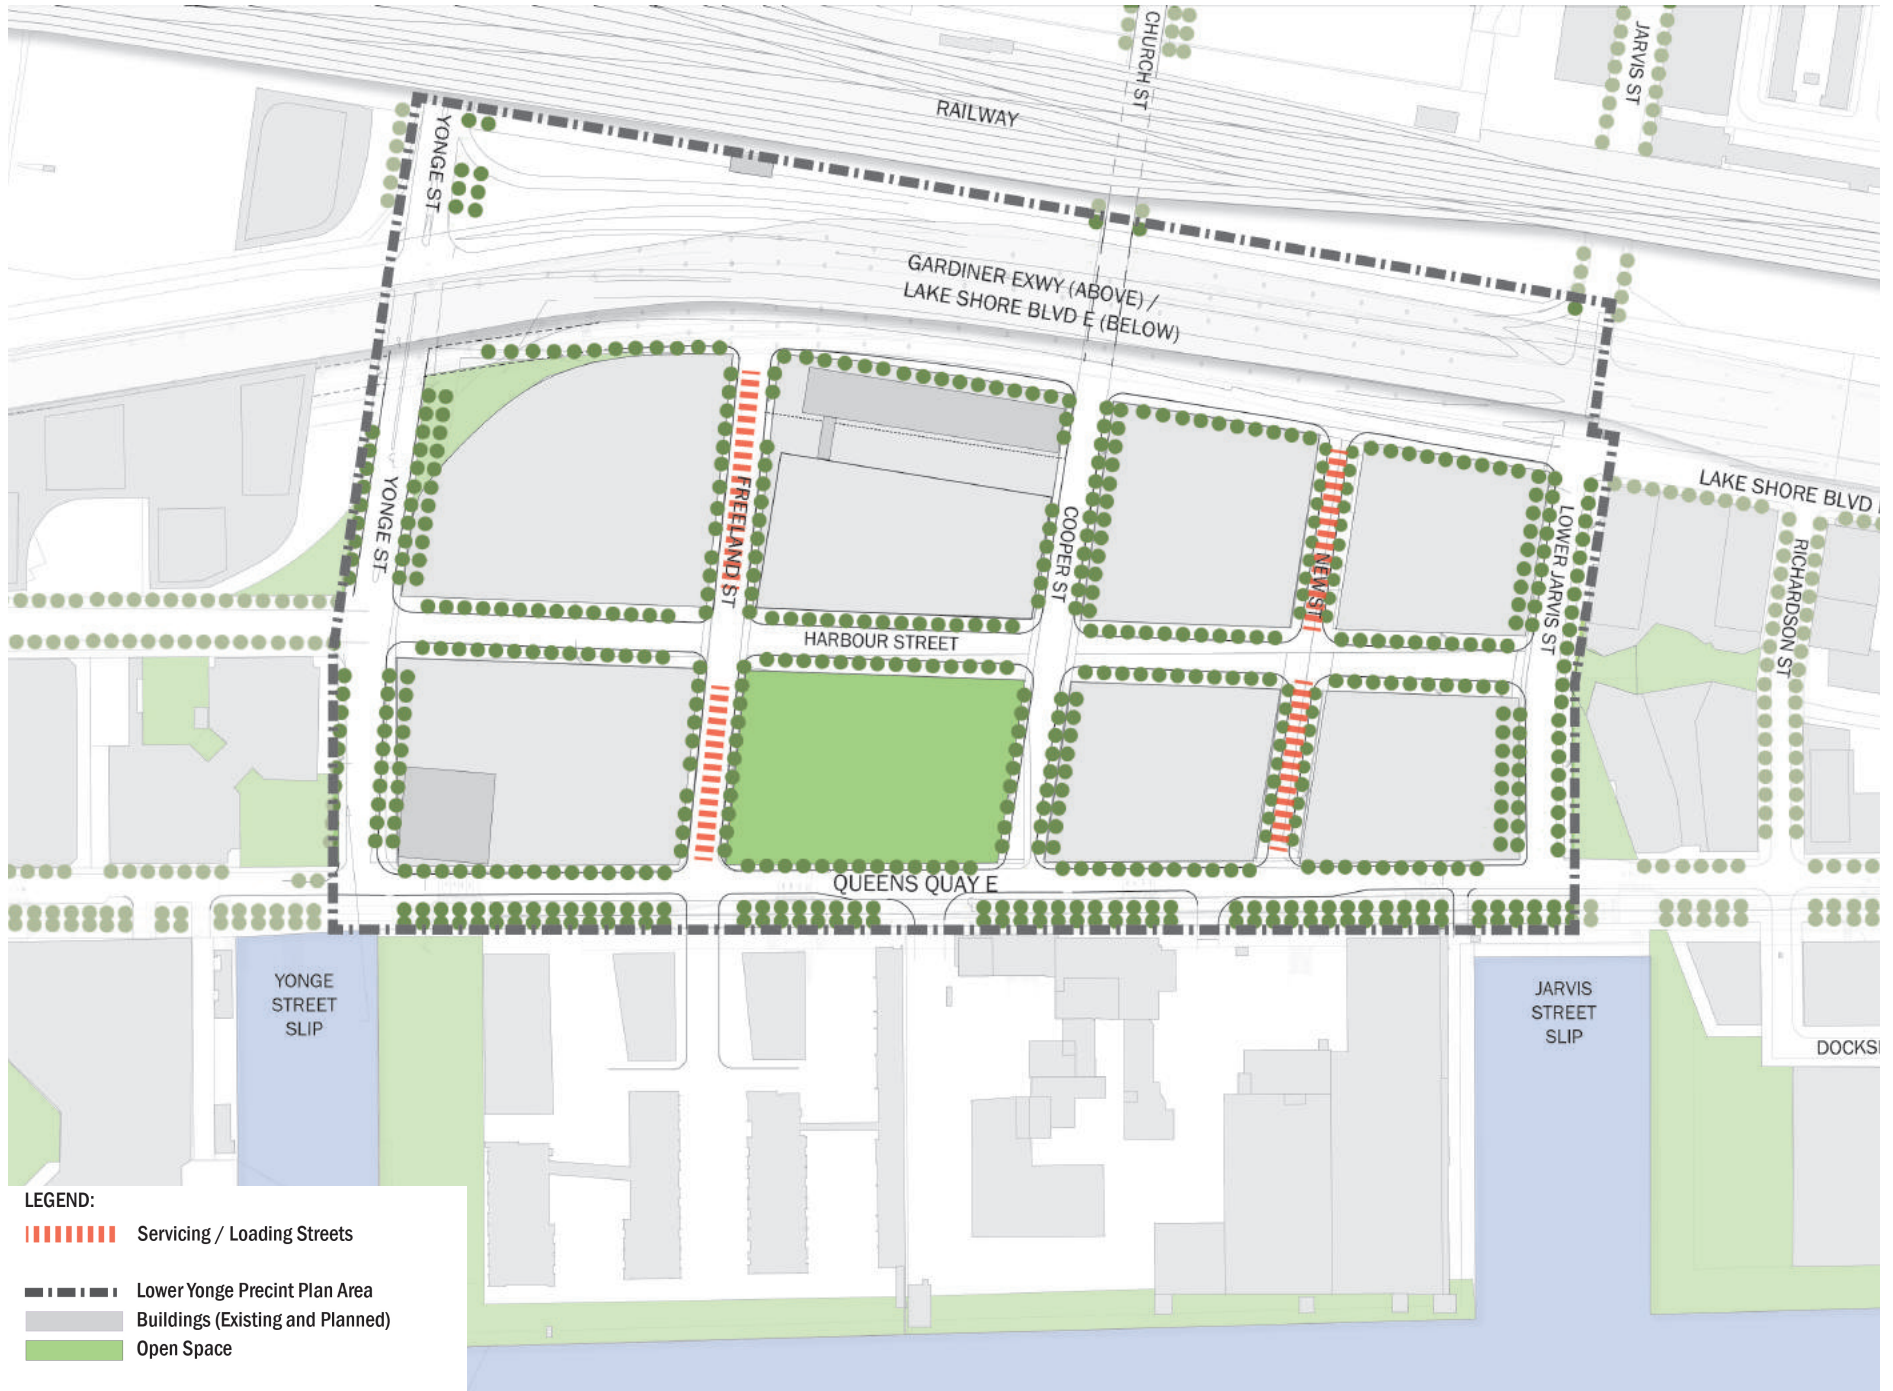 CHURCH ST
JARVIS ST
RAILWAY
YONGE ST
GARDINER EXWY (ABOVE) /
LAKE SHORE BLVD E (BELOW)
LAKE SHORE BLVD
YONGE ST
FREELAND ST
COOPER ST
NEW ST
LOWER JARVIS ST
RICHARDSON ST
HARBOUR STREET
QUEENS QUAY E
YONGE
STREET
SLIP
JARVIS
STREET
SLIP
LEGEND:
Servicing / Loading Streets
Lower Yonge Precint Plan Area
Buildings (Existing and Planned)
Open Space